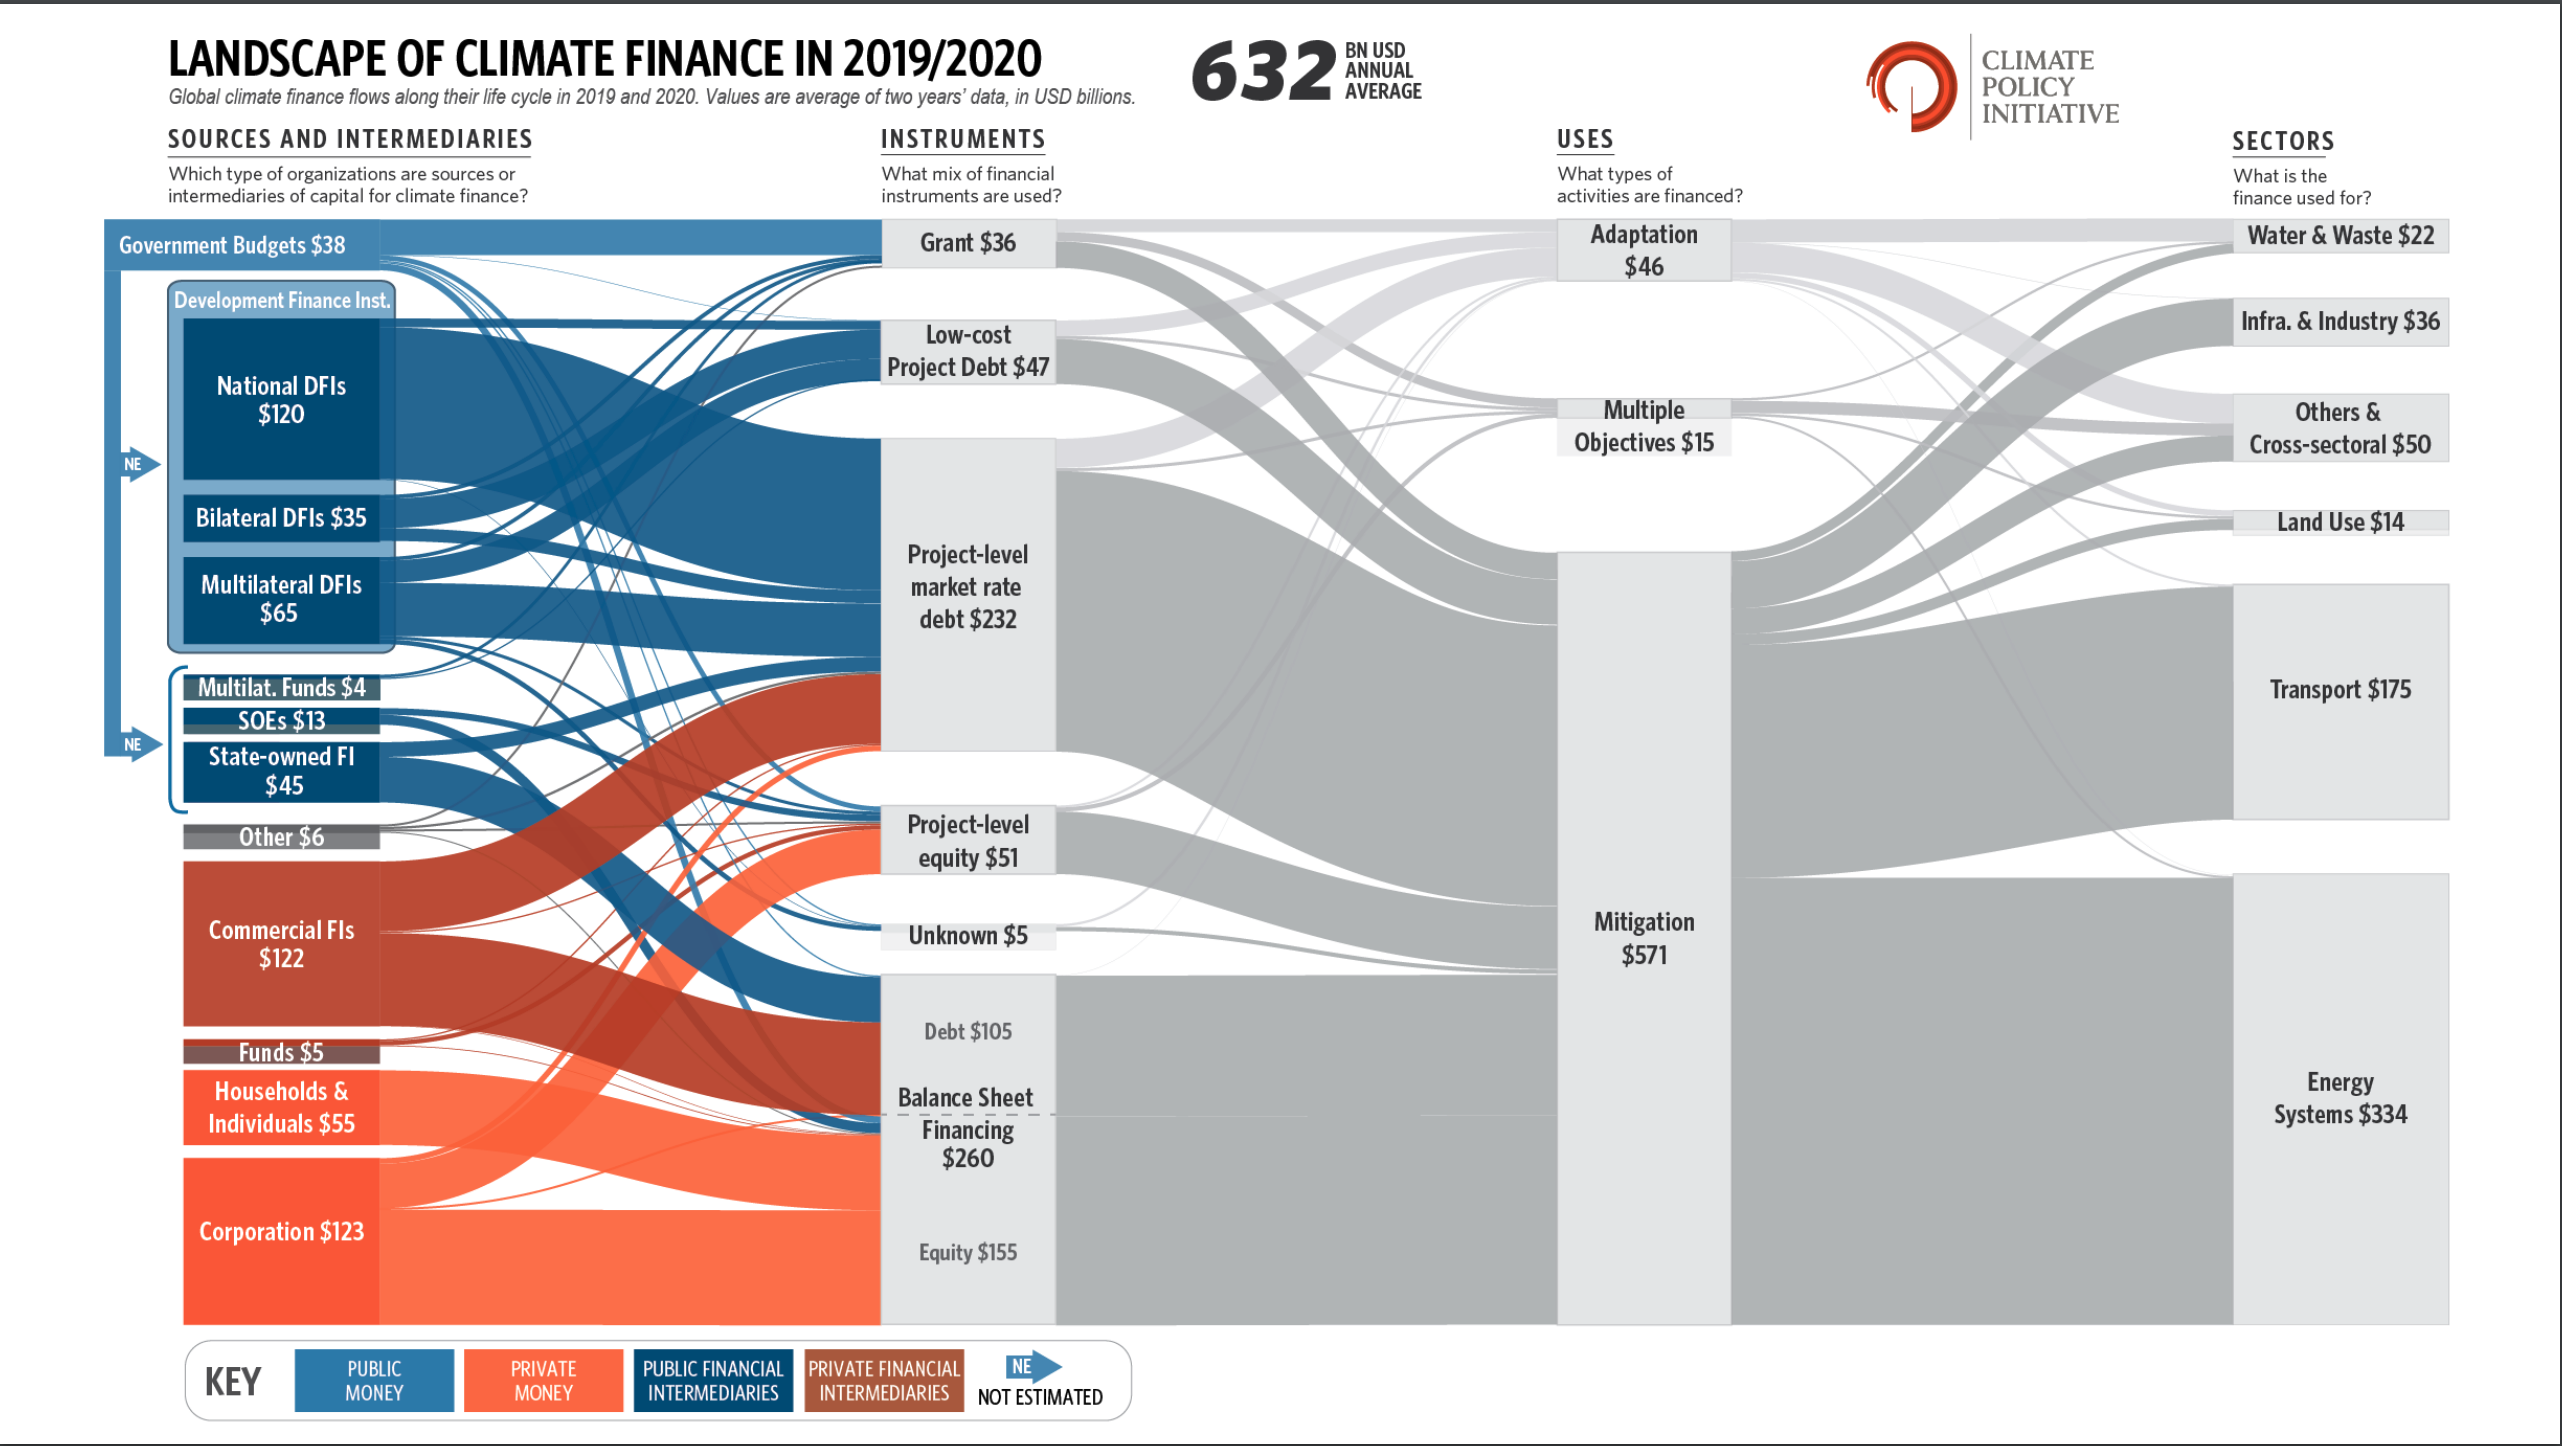 LANDSCAPE OF CLIMATE FINANCE IN 2019/2020
Global climate finance flows along their life cycle in 2019 and 2020. Values are average of two years' data, in USD billions.
632
BN USD
ANNUAL
AVERAGE
CLIMATE
POLICY
INITIATIVE
SOURCES AND INTERMEDIARIES
Which type of organizations are sources or
intermediaries of capital for climate finance?
Government Budgets $38
Development Finance Inst.
National DFIs
$120
NE
Bilateral DFIs $35
Multilateral DFIs
$65
Multilat. Funds $4
SOEs $13
NE
State-owned FI
$45
Other $6
Commercial FIs
$122
Funds $5
Households &
Individuals $55
Corporation $123
INSTRUMENTS
What mix of financial
instruments are used?
Grant $36
Low-cost
Project Debt $47
Project-level
market rate
debt $232
Project-level
equity $51
Unknown $5
Debt $105
Balance Sheet
Financing
$260
Equity $155
USES
What types of
activities are financed?
Adaptation
$46
Multiple
Objectives $15
Mitigation
$571
SECTORS
What is the
finance used for?
Water & Waste $22
Infra. & Industry $36
Others &
Cross-sectoral $50
Land Use $14
Transport $175
Energy
Systems $334
KEY
PUBLIC
MONEY
PRIVATE
MONEY
PUBLIC FINANCIAL
INTERMEDIARIES
PRIVATE FINANCIAL
INTERMEDIARIES
NE
NOT ESTIMATED